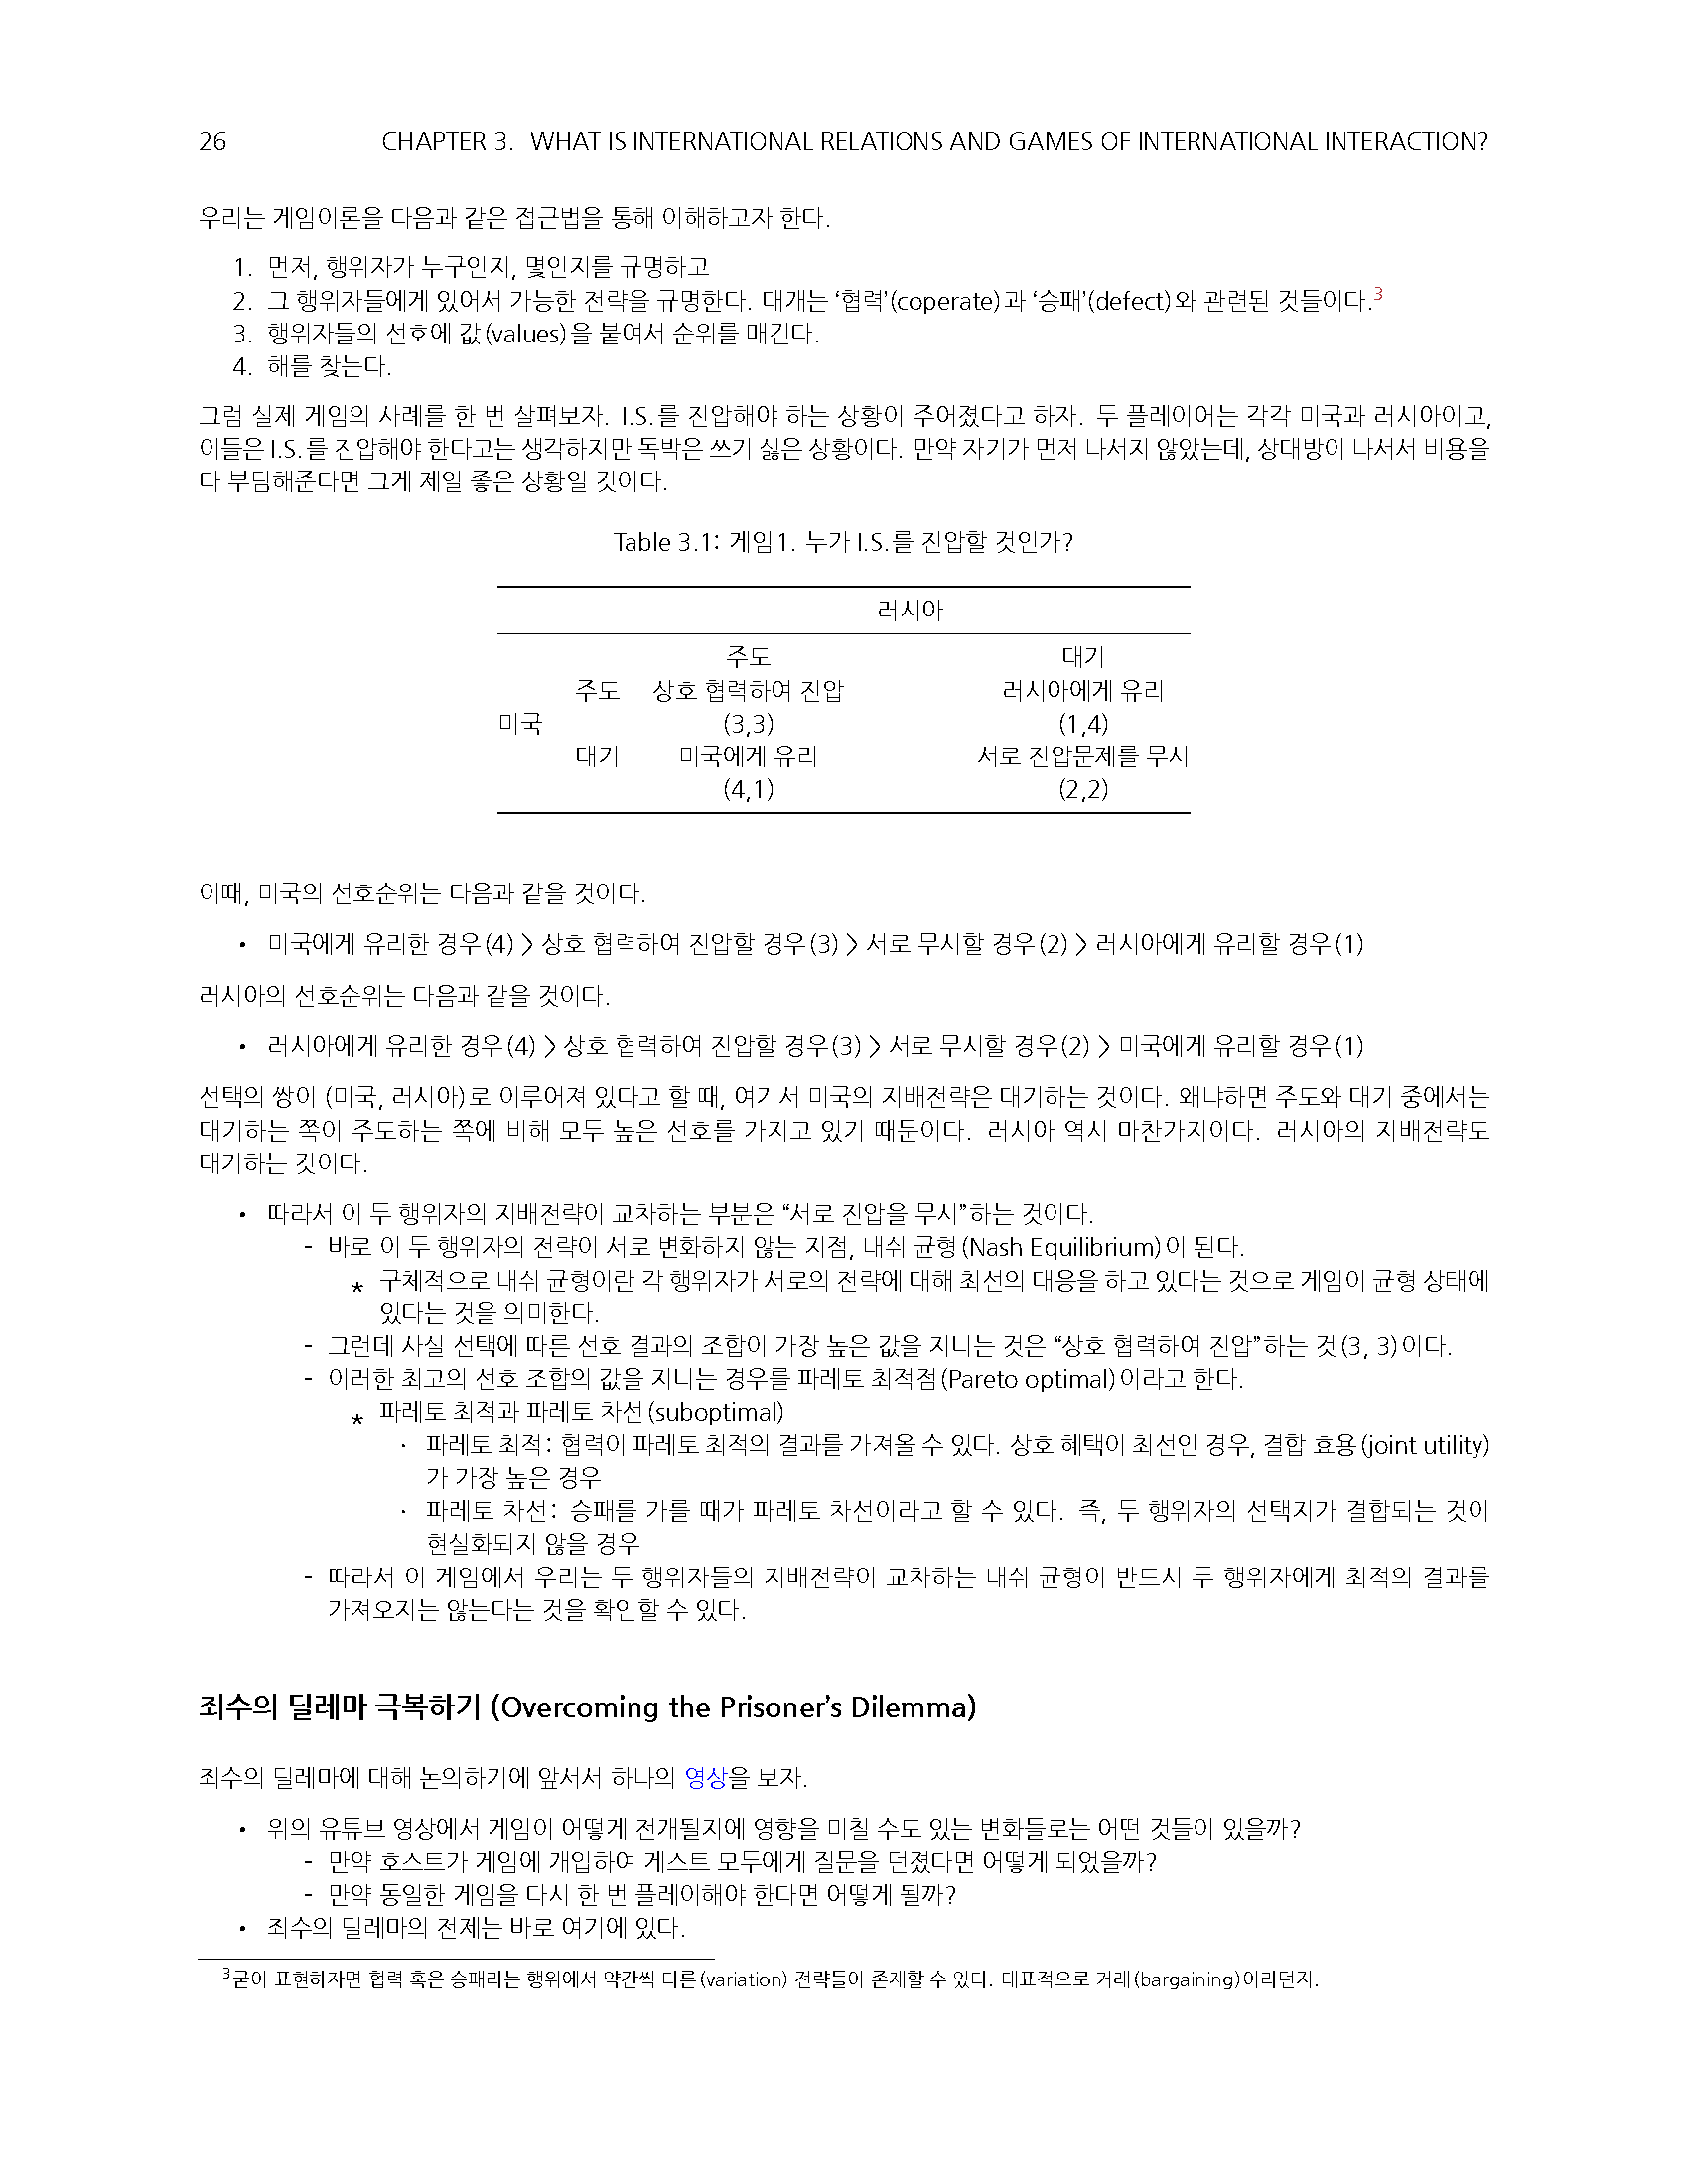 26 CHAPTER 3. WHAT IS INTERNATIONAL RELATIONS AND GAMES OF INTERNATIONAL INTERACTION?
우리는 게임이론을 다음과 같은 접근법을 통해 이해하고자 한다.
1. 먼저, 행위자가 누구인지, 몇인지를 규명하고
2. 그 행위자들에게 있어서 가능한 전략을 규명한다. 대개는 ‘협력’(coperate)과 ‘승패’(defect)와 관련된 것들이다.3
3. 행위자들의 선호에 값(values)을 붙여서 순위를 매긴다.
4. 해를 찾는다.
그럼 실제 게임의 사례를 한 번 살펴보자. I.S.를 진압해야 하는 상황이 주어졌다고 하자. 두 플레이어는 각각 미국과 러시아이고,
이들은 I.S.를 진압해야 한다고는 생각하지만 독박은 쓰기 싫은 상황이다. 만약 자기가 먼저 나서지 않았는데, 상대방이 나서서 비용을
다 부담해준다면 그게 제일 좋은 상황일 것이다.
Table 3.1: 게임1. 누가 I.S.를 진압할 것인가?
러시아
주도 대기
주도 상호 협력하여 진압 러시아에게 유리
미국 (3,3) (1,4)
대기 미국에게 유리 서로 진압문제를 무시
(4,1) (2,2)
이때, 미국의 선호순위는 다음과 같을 것이다.
• 미국에게 유리한 경우(4) > 상호 협력하여 진압할 경우(3) > 서로 무시할 경우(2) > 러시아에게 유리할 경우(1)
러시아의 선호순위는 다음과 같을 것이다.
• 러시아에게 유리한 경우(4) > 상호 협력하여 진압할 경우(3) > 서로 무시할 경우(2) > 미국에게 유리할 경우(1)
선택의 쌍이 (미국, 러시아)로 이루어져 있다고 할 때, 여기서 미국의 지배전략은 대기하는 것이다. 왜냐하면 주도와 대기 중에서는
대기하는 쪽이 주도하는 쪽에 비해 모두 높은 선호를 가지고 있기 때문이다. 러시아 역시 마찬가지이다. 러시아의 지배전략도
대기하는 것이다.
• 따라서 이 두 행위자의 지배전략이 교차하는 부분은 “서로 진압을 무시”하는 것이다.
- 바로 이 두 행위자의 전략이 서로 변화하지 않는 지점, 내쉬 균형(Nash Equilibrium)이 된다.
* 구체적으로 내쉬 균형이란 각 행위자가 서로의 전략에 대해 최선의 대응을 하고 있다는 것으로 게임이 균형 상태에
있다는 것을 의미한다.
- 그런데 사실 선택에 따른 선호 결과의 조합이 가장 높은 값을 지니는 것은 “상호 협력하여 진압”하는 것(3, 3)이다.
- 이러한 최고의 선호 조합의 값을 지니는 경우를 파레토 최적점(Pareto optimal)이라고 한다.
* 파레토 최적과 파레토 차선(suboptimal)
· 파레토 최적: 협력이 파레토 최적의 결과를 가져올 수 있다. 상호 혜택이 최선인 경우, 결합 효용(joint utility)
가 가장 높은 경우
· 파레토 차선: 승패를 가를 때가 파레토 차선이라고 할 수 있다. 즉, 두 행위자의 선택지가 결합되는 것이
현실화되지 않을 경우
- 따라서 이 게임에서 우리는 두 행위자들의 지배전략이 교차하는 내쉬 균형이 반드시 두 행위자에게 최적의 결과를
가져오지는 않는다는 것을 확인할 수 있다.
죄수의 딜레마 극복하기 (Overcoming the Prisoner’s Dilemma)
죄수의 딜레마에 대해 논의하기에 앞서서 하나의 영상을 보자.
• 위의 유튜브 영상에서 게임이 어떻게 전개될지에 영향을 미칠 수도 있는 변화들로는 어떤 것들이 있을까?
- 만약 호스트가 게임에 개입하여 게스트 모두에게 질문을 던졌다면 어떻게 되었을까?
- 만약 동일한 게임을 다시 한 번 플레이해야 한다면 어떻게 될까?
• 죄수의 딜레마의 전제는 바로 여기에 있다.
3굳이 표현하자면 협력 혹은 승패라는 행위에서 약간씩 다른(variation) 전략들이 존재할 수 있다. 대표적으로 거래(bargaining)이라던지.